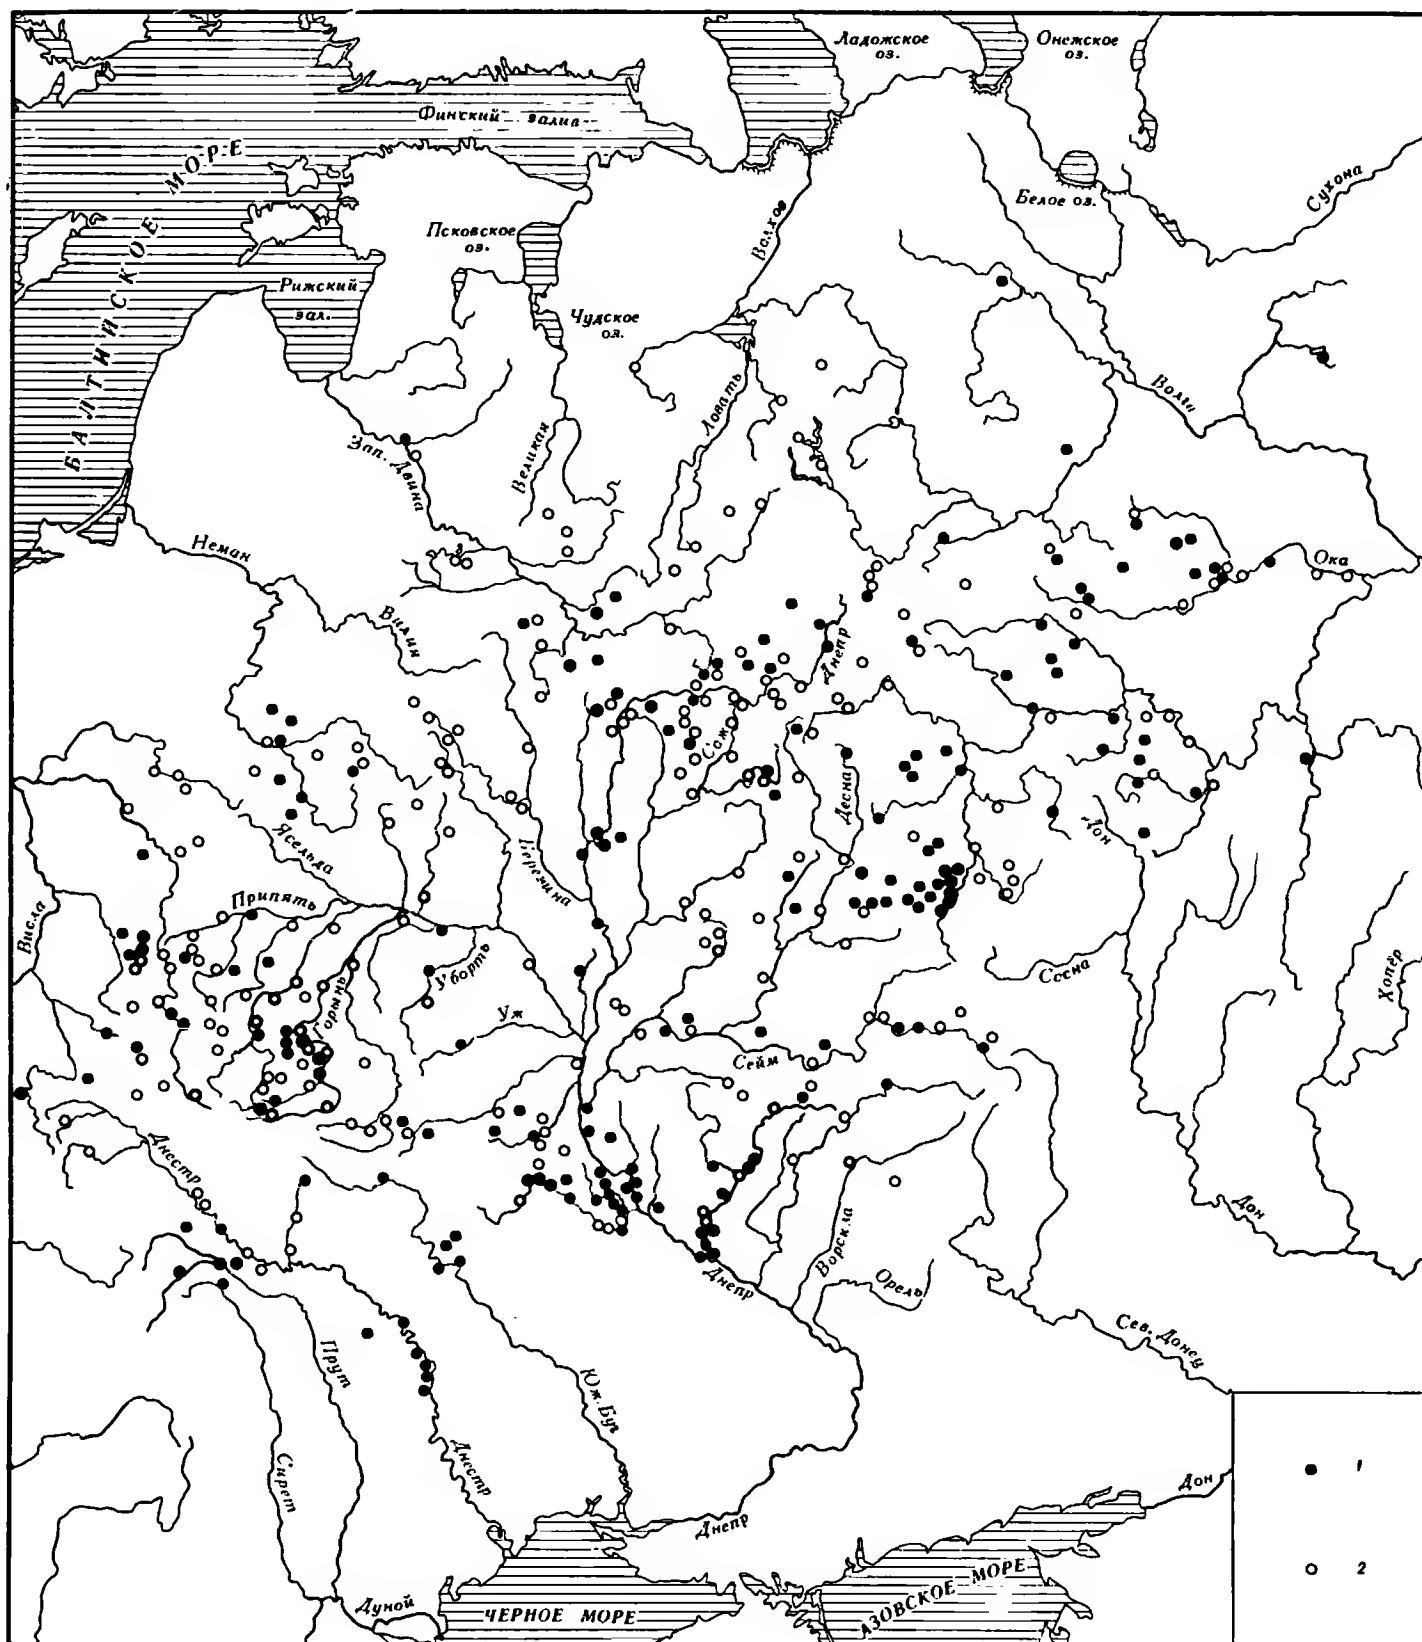 Ладожское
оз.
Онежское
оз.
Финский залив
БАЛТИЙСКОЕ МОРЕ
Белое оз.
Сухона
Псковское
оз.
Волхов
Рижский
зал.
Чудское
оз.
Ловать
Волга
Зап. Двина
Великая
Неман
Ока
Вилия
Днепр
Сож
Десна
Дон
Ясельда
Березина
Припять
Висла
Уборть
Сосна
Хопёр
Горынь
Уж
Сейм
Днестр
Дон
Ворскла
Днепр
Орель
Сев. Донец
Прут
Юж. Буг
Днестр
Сирет
1
Дон
Днепр
2
АЗОВСКОЕ МОРЕ
Дуной
ЧЕРНОЕ МОРЕ